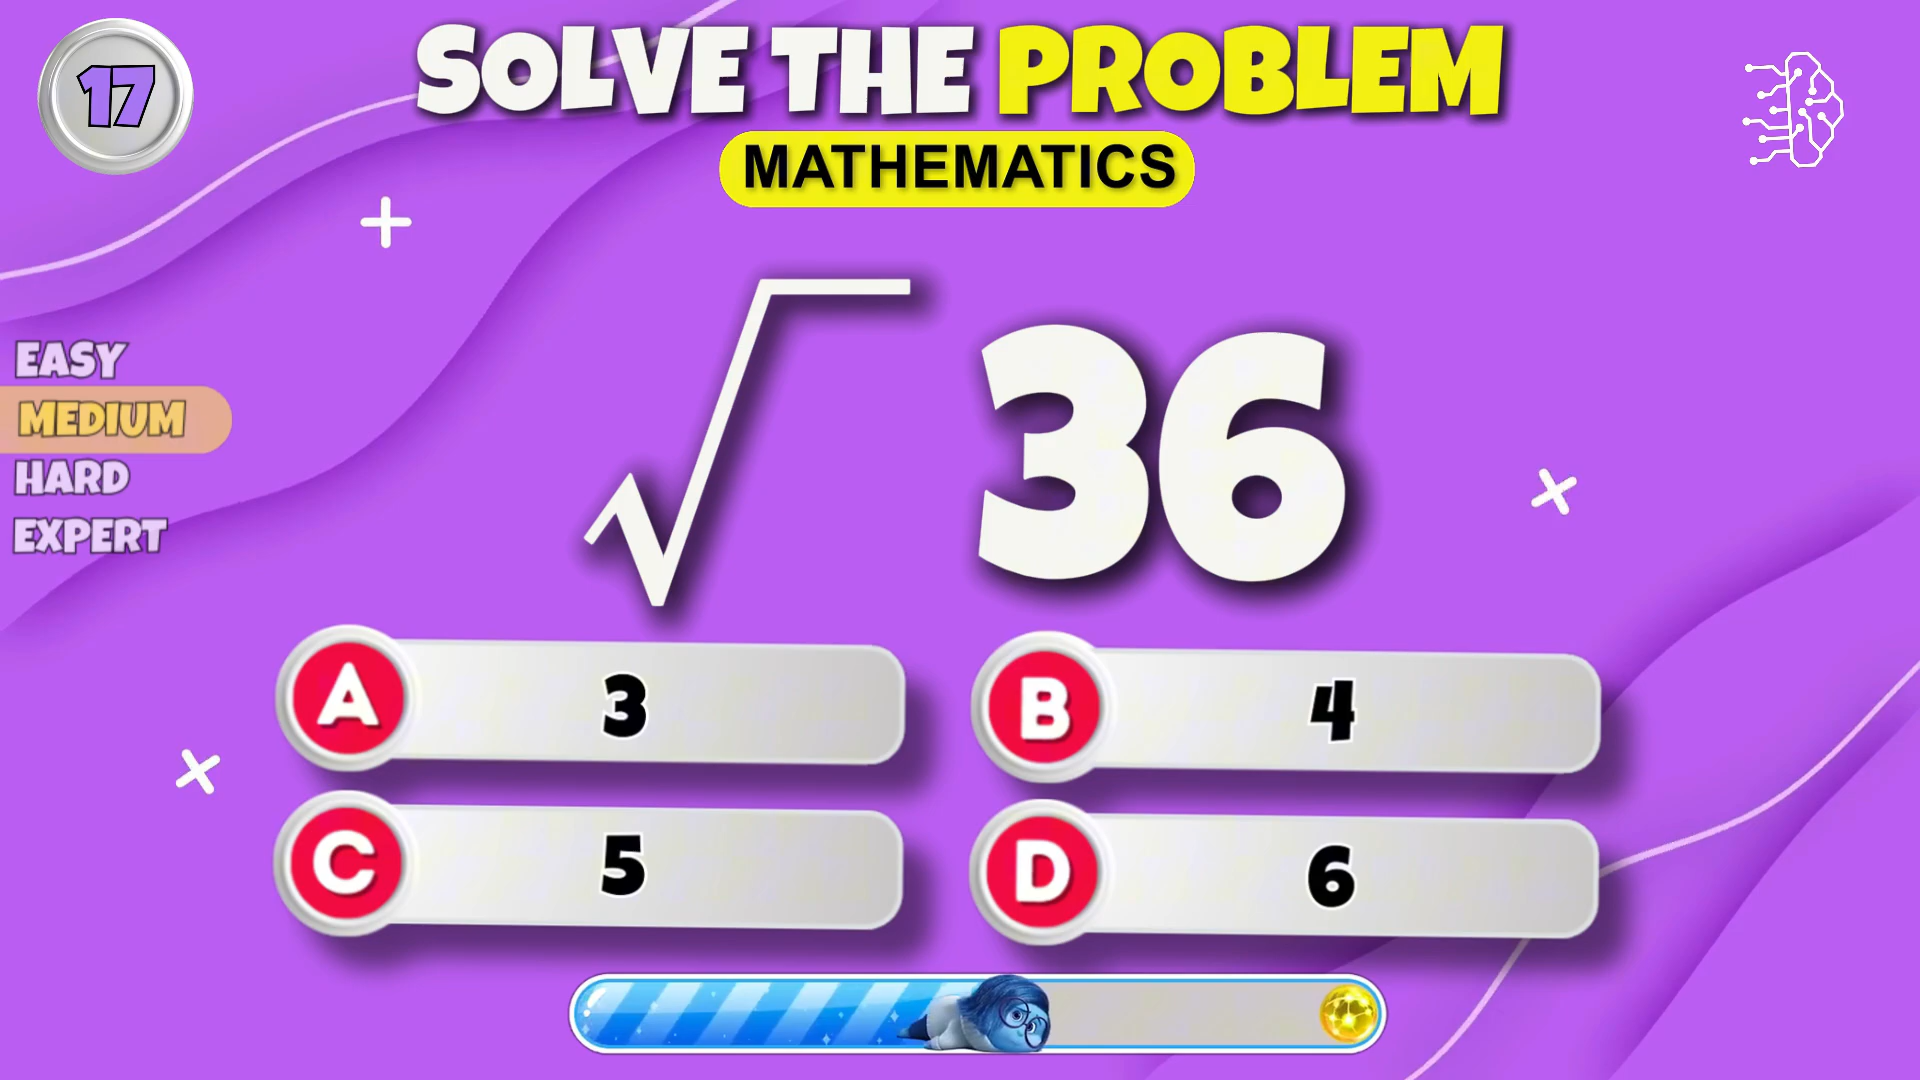 17
SOLVE THE PROBLEM
MATHEMATICS
EASY
MEDIUM
HARD
EXPERT
√36
A 3
B 4
C 5
D 6